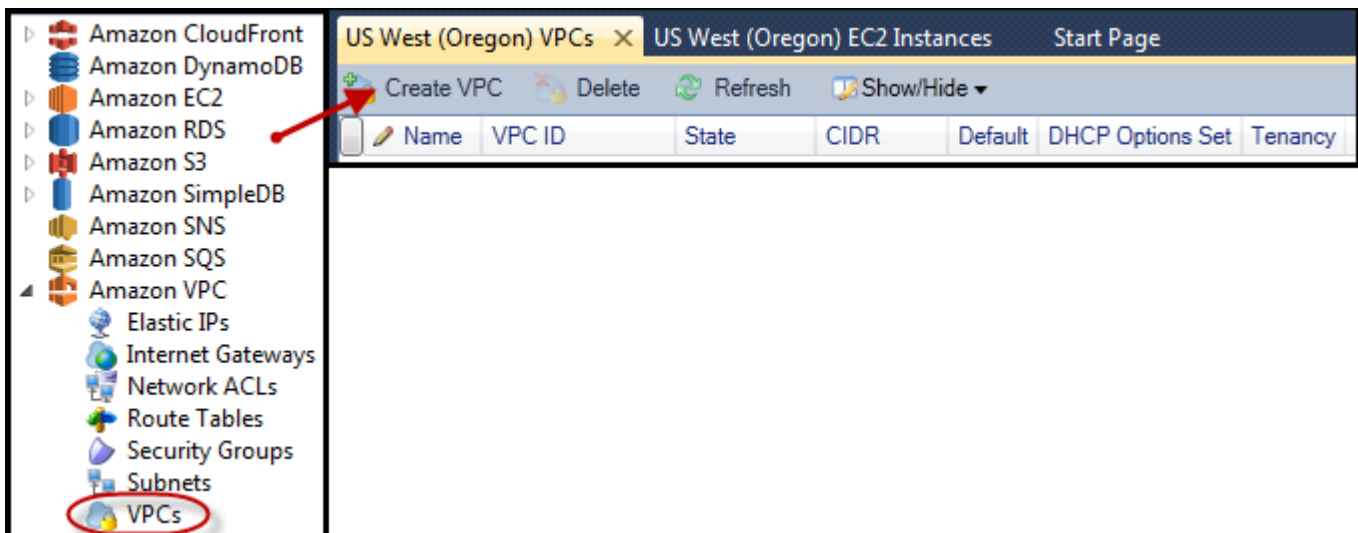 Amazon CloudFront
Amazon DynamoDB
Amazon EC2
Amazon RDS
Amazon S3
Amazon SimpleDB
Amazon SNS
Amazon SQS
Amazon VPC
Elastic IPs
Internet Gateways
Network ACLs
Route Tables
Security Groups
Subnets
VPCs
US West (Oregon) VPCs US West (Oregon) EC2 Instances Start Page
Create VPC Delete Refresh Show/Hide
Name VPC ID State CIDR Default DHCP Options Set Tenancy